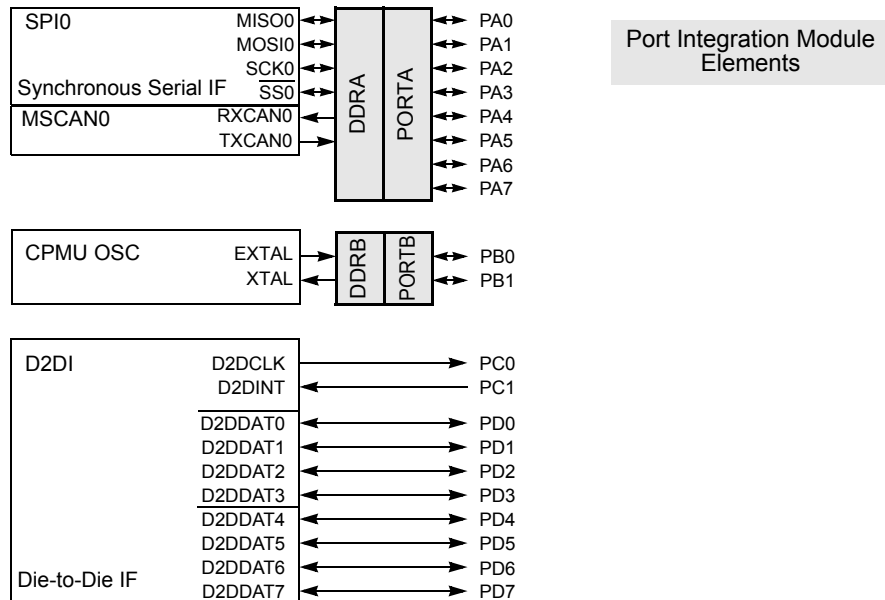 SPI0 MISO0 PA0
MOSI0 PA1
SCK0 PA2
Synchronous Serial IF SS0 PA3
MSCAN0 RXCAN0 PA4
TXCAN0 PA5
PA6
PA7
DDRA
PORTA
Port Integration Module
Elements
CPMU OSC EXTAL PB0
XTAL PB1
DDRB
PORTB
D2DI D2DCLK PC0
D2DINT PC1
D2DDAT0 PD0
D2DDAT1 PD1
D2DDAT2 PD2
D2DDAT3 PD3
D2DDAT4 PD4
D2DDAT5 PD5
D2DDAT6 PD6
Die-to-Die IF D2DDAT7 PD7